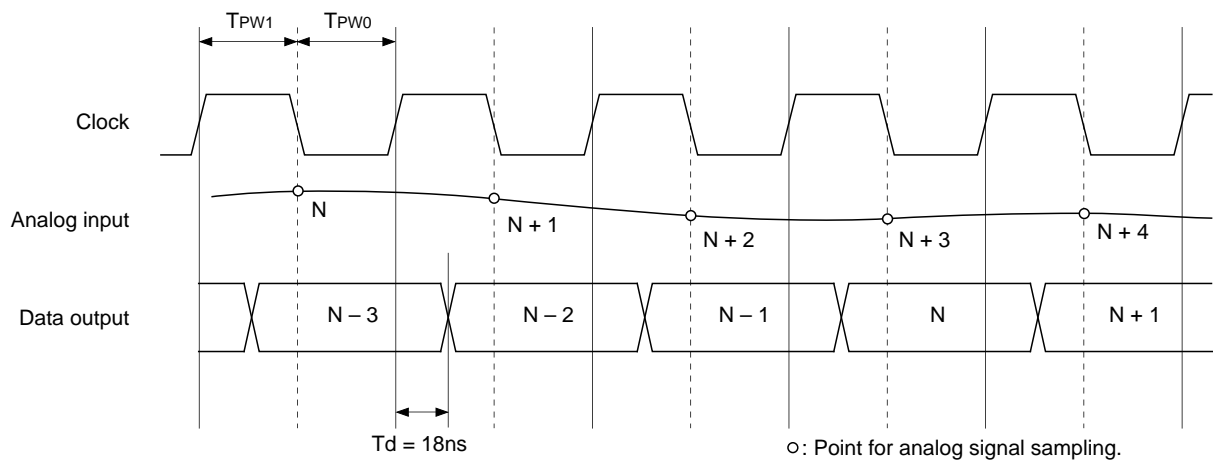 TPW1 TPW0
Clock
Analog input
N
N + 1
N + 2
N + 3
N + 4
Data output
N – 3
N – 2
N – 1
N
N + 1
Td = 18ns
: Point for analog signal sampling.